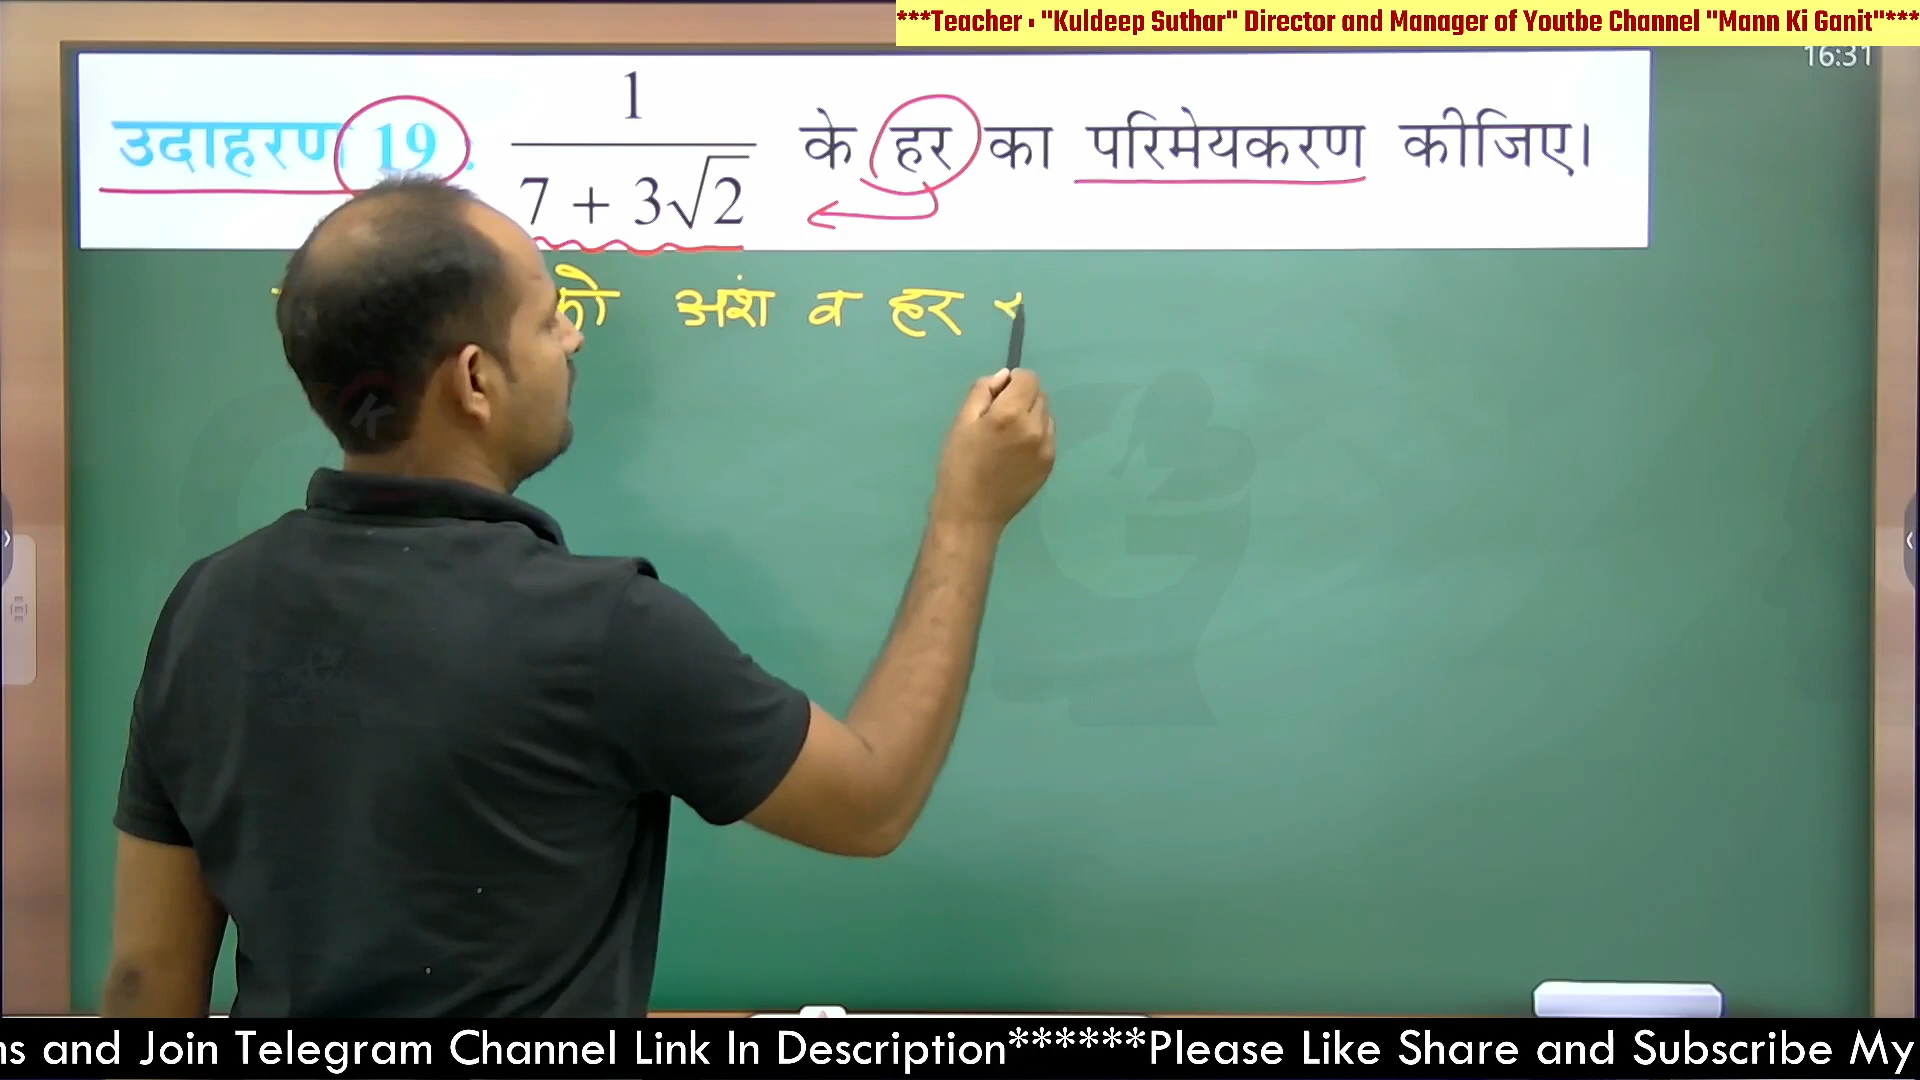 ***Teacher : "Kuldeep Suthar" Director and Manager of Youtbe Channel "Mann Ki Ganit"***
16:31
उदाहरण 19 : 1 / 7 + 3√2 के हर का परिमेयकरण कीजिए।
को अंश व हर
and Join Telegram Channel Link In Description******Please Like Share and Subscribe My